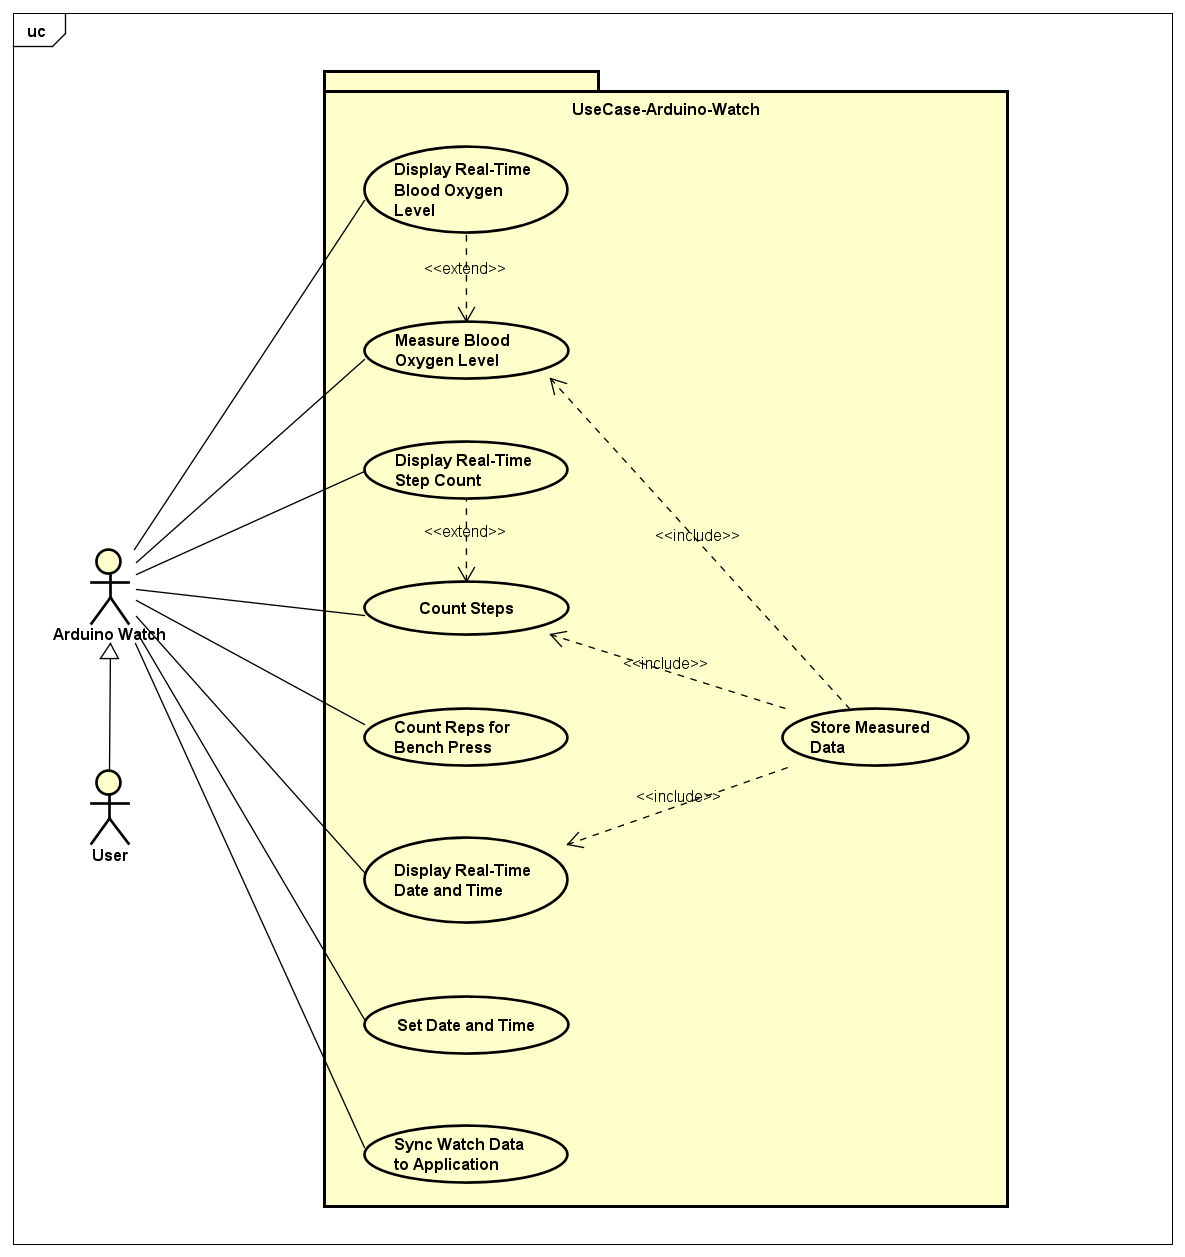 uc
UseCase-Arduino-Watch
Display Real-Time
Blood Oxygen
Level
<<extend>>
Measure Blood
Oxygen Level
Display Real-Time
Step Count
<<extend>>
<<include>>
Count Steps
Arduino Watch
<<include>>
Count Reps for
Bench Press
Store Measured
Data
<<include>>
User
Display Real-Time
Date and Time
Set Date and Time
Sync Watch Data
to Application